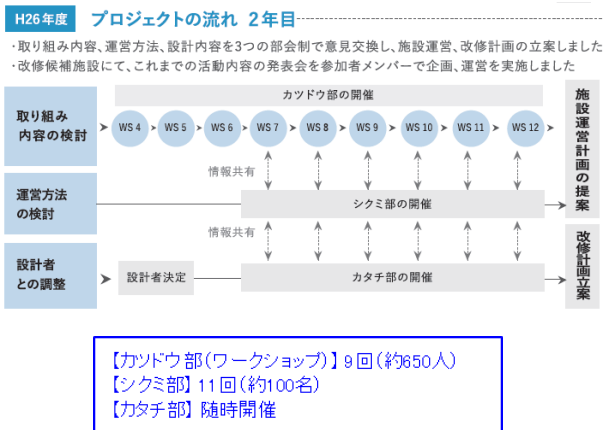 H26年度 プロジェクトの流れ 2年目
・取り組み内容、運営方法、設計内容を3つの部会制で意見交換し、施設運営、改修計画の立案しました
・改修候補施設にて、これまでの活動内容の発表会を参加者メンバーで企画、運営を実施しました
取り組み
内容の検討
カツドウ部の開催
WS 4 WS 5 WS 6 WS 7 WS 8 WS 9 WS 10 WS 11 WS 12
施設運営計画の提案
情報共有
運営方法
の検討
シクミ部の開催
情報共有
設計者
との調整
設計者決定
カタチ部の開催
改修計画立案
【カツドウ部(ワークショップ)】 9回(約650人)
【シクミ部】 11回(約100名)
【カタチ部】 随時開催